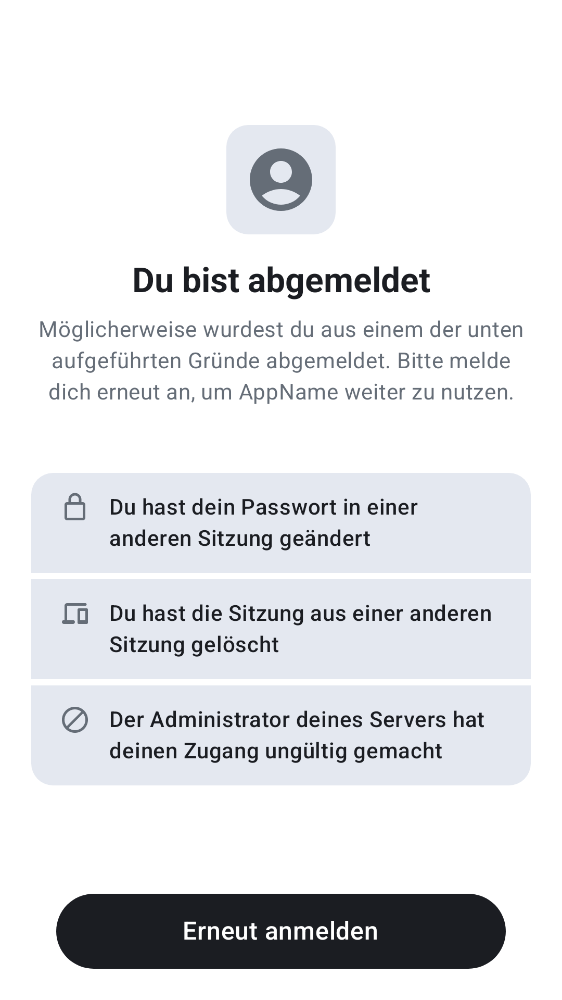 Du bist abgemeldet
Möglicherweise wurdest du aus einem der unten
aufgeführten Gründe abgemeldet. Bitte melde
dich erneut an, um AppName weiter zu nutzen.
Du hast dein Passwort in einer
anderen Sitzung geändert
Du hast die Sitzung aus einer anderen
Sitzung gelöscht
Der Administrator deines Servers hat
deinen Zugang ungültig gemacht
Erneut anmelden